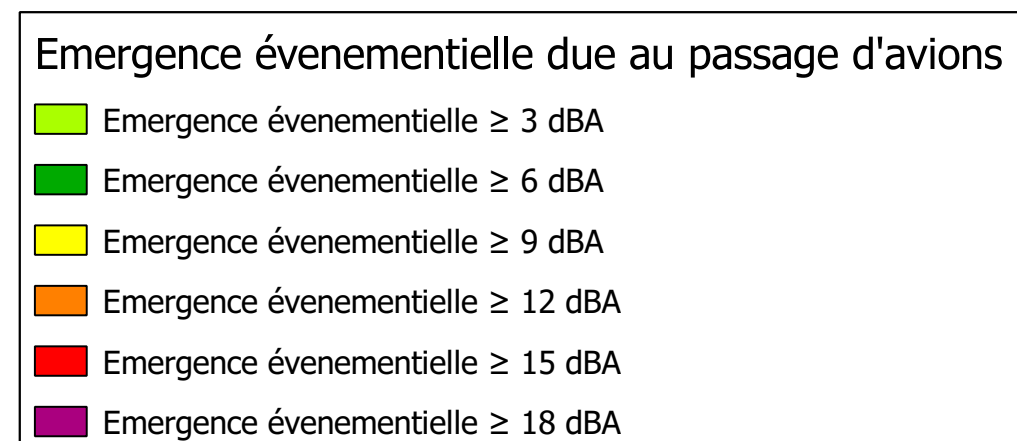 Emergence évenementielle due au passage d'avions
Emergence évenementielle ≥ 3 dBA
Emergence évenementielle ≥ 6 dBA
Emergence évenementielle ≥ 9 dBA
Emergence évenementielle ≥ 12 dBA
Emergence évenementielle ≥ 15 dBA
Emergence évenementielle ≥ 18 dBA